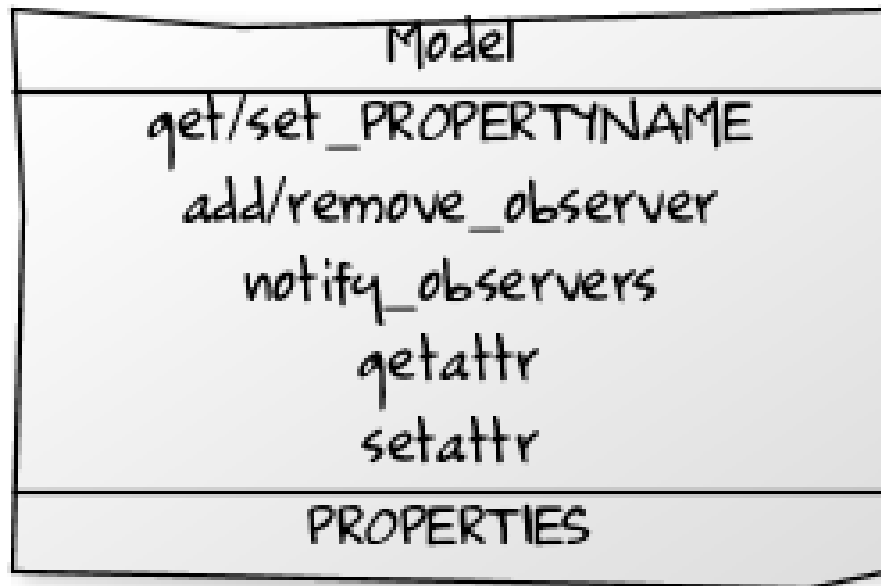 Model
get/set_PROPERTYNAME
add/remove_observer
notify_observers
getattr
setattr
PROPERTIES